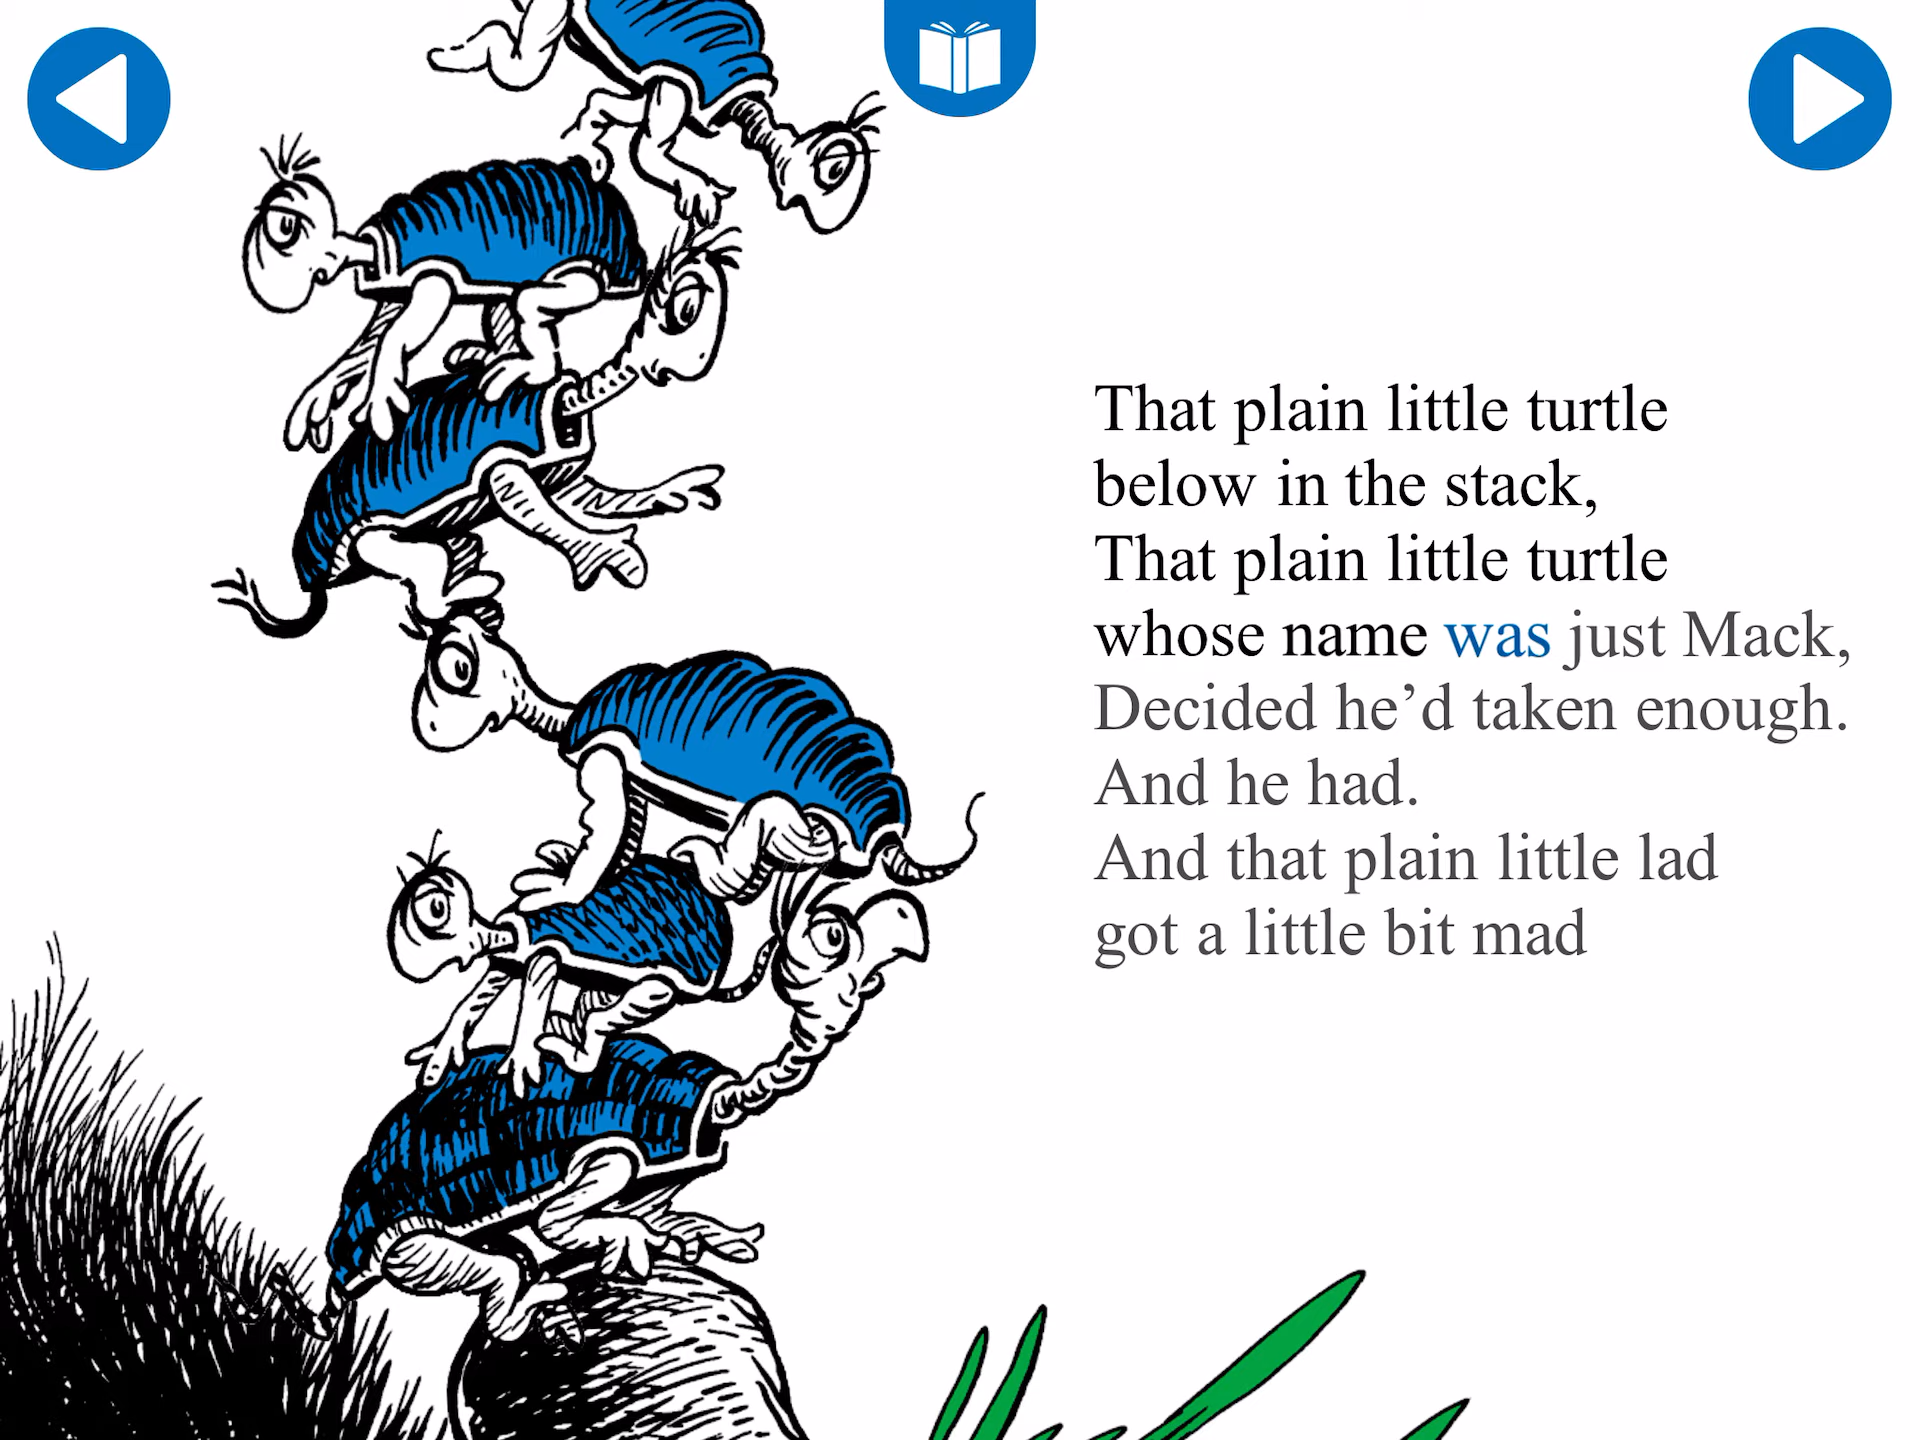 That plain little turtle
below in the stack,
That plain little turtle
whose name was just Mack,
Decided he’d taken enough.
And he had.
And that plain little lad
got a little bit mad